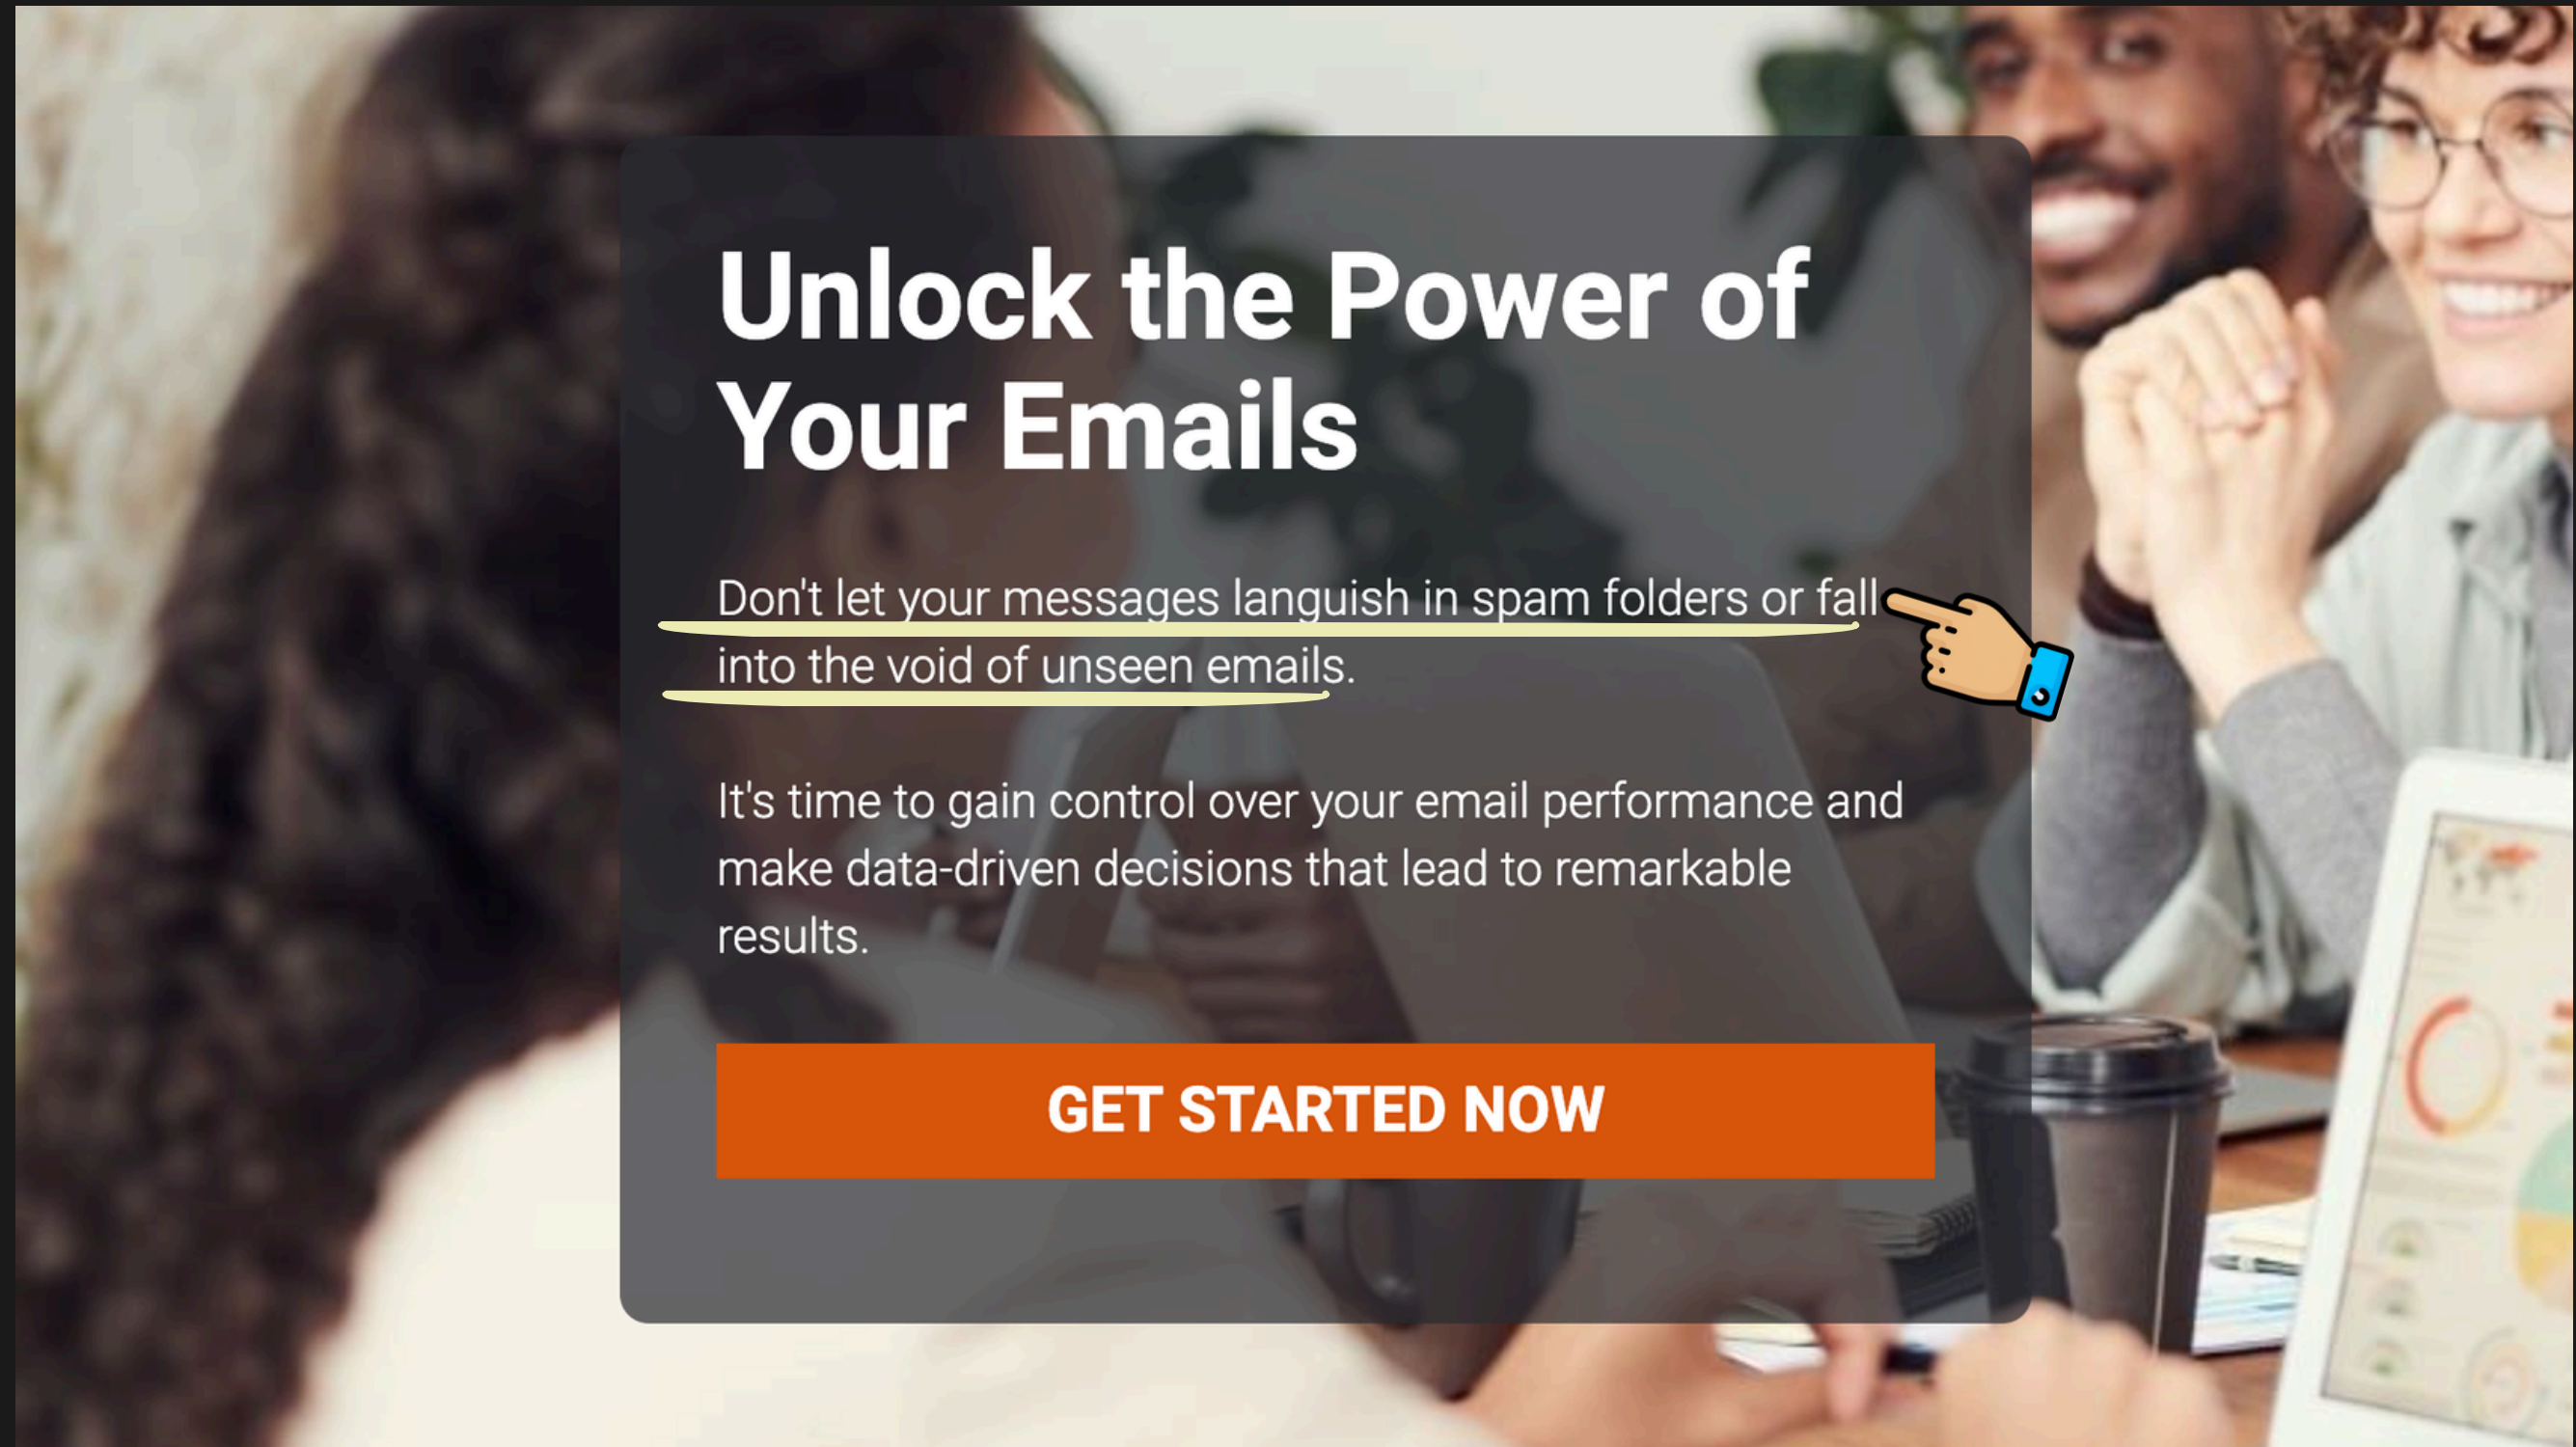 Unlock the Power of
Your Emails
Don't let your messages languish in spam folders or fall
into the void of unseen emails.
It's time to gain control over your email performance and
make data-driven decisions that lead to remarkable
results.
GET STARTED NOW